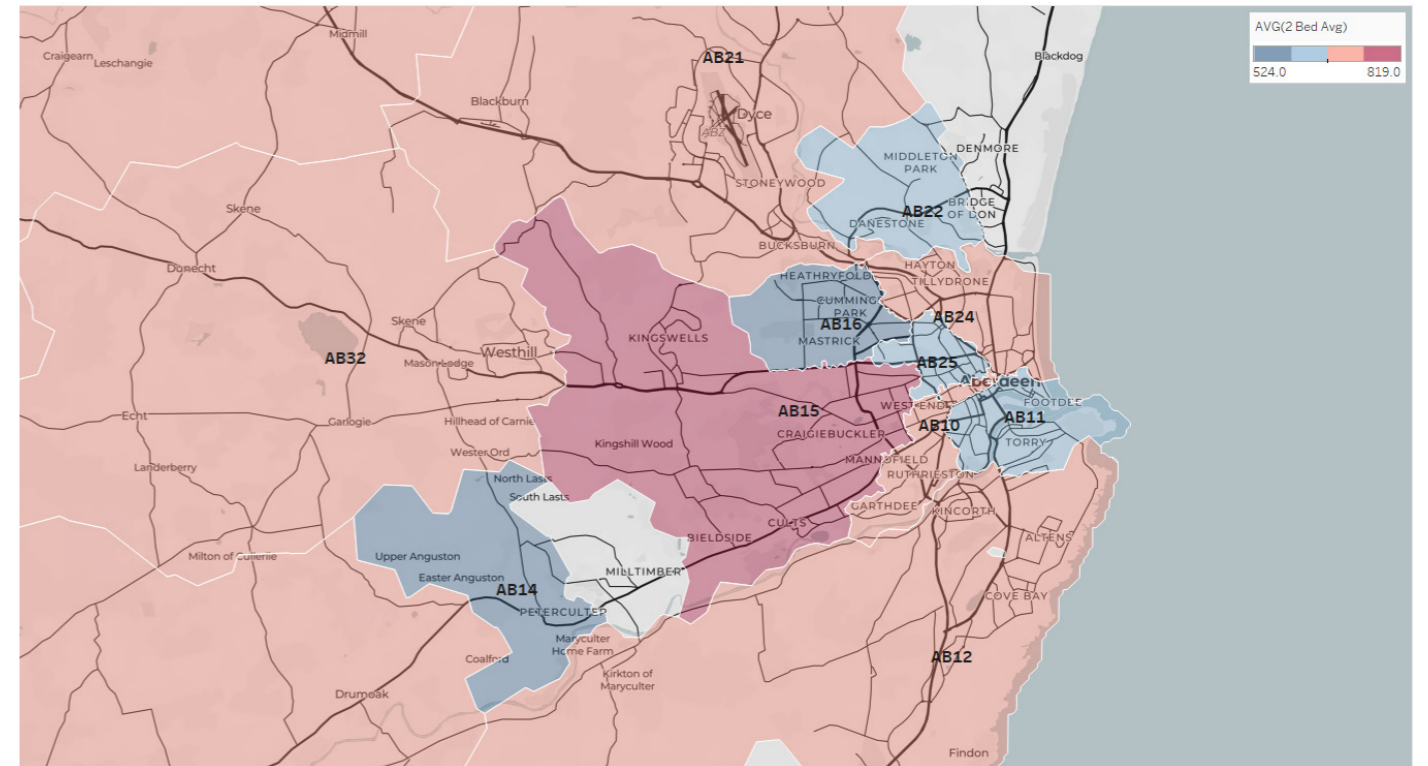 AVG(2 Bed Avg)
524.0 819.0
Midmill
Craigearn
Leschangie
AB21
Blackdog
Blackburn
Dyce
ABZ
DENMORE
MIDDLETON
PARK
STONEYWOOD
Skene
AB22
BRIDGE
OF DON
DANESTONE
BUCKSBURN
Dunecht
HEATHRYFOLD
HAYTON
TILLYDRONE
CUMMING
PARK
AB16
AB24
Skene
MASTRICK
KINGSWELLS
AB32
Westhill
Mason Lodge
AB25
Aberdeen
Echt
Garlogie
Hillhead of Carnie
AB15
WEST END
FOOTDEE
AB10
AB11
CRAIGIEBUCKLER
Kingshill Wood
TORRY
Wester Ord
Landerberry
MANNOFIELD
RUTHRIESTON
North Lasts
South Lasts
GARTHDEE
KINCORTH
CULTS
BIELDSIDE
ALTENS
Milton of Cullerlie
Upper Anguston
Easter Anguston
MILLTIMBER
AB14
PETERCULTER
COVE BAY
Maryculter
Home Farm
Coalford
AB12
Kirkton of
Maryculter
Drumoak
Findon